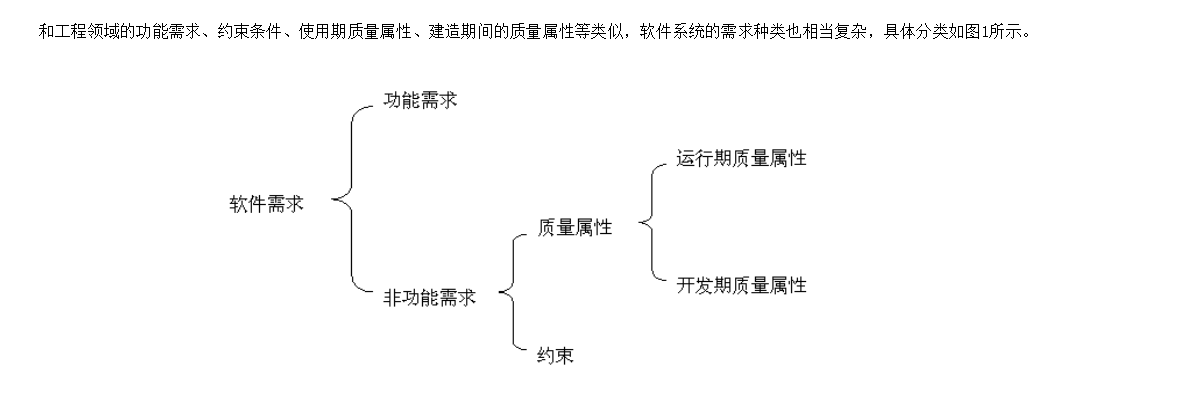 和工程领域的功能需求、约束条件、使用期质量属性、建造期间的质量属性等类似，软件系统的需求种类也相当复杂，具体分类如图1所示。
功能需求
运行期质量属性
软件需求
质量属性
开发期质量属性
非功能需求
约束